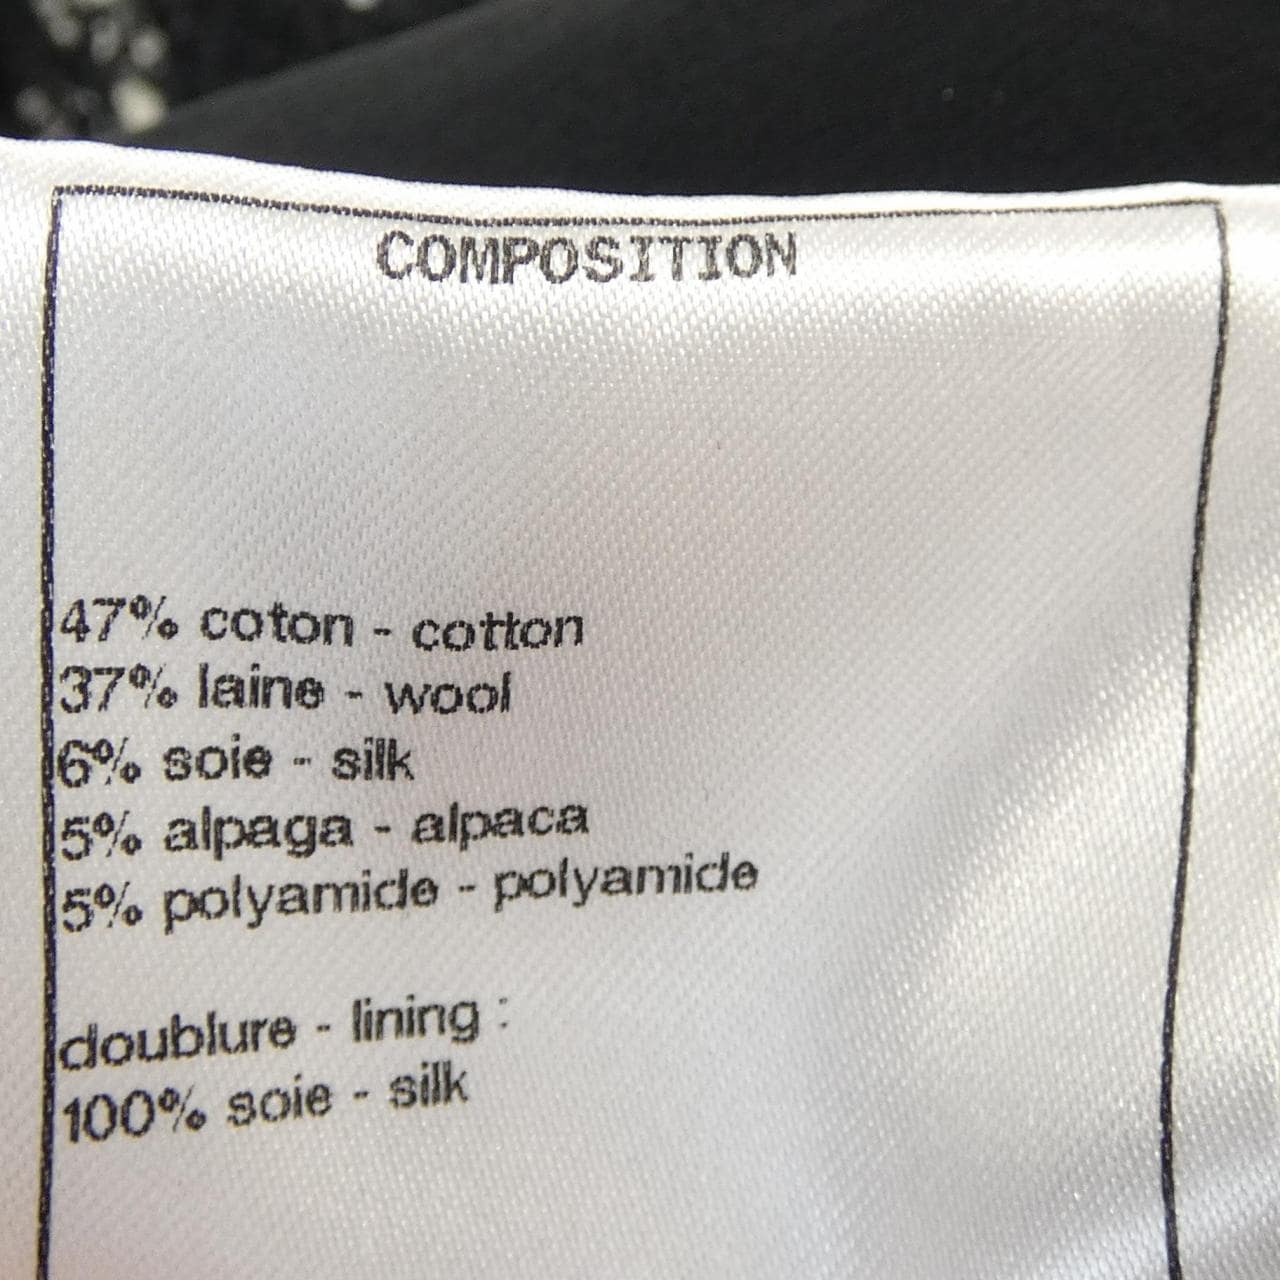 COMPOSITION
47% coton - cotton
37% laine - wool
6% soie - silk
5% alpaga - alpaca
5% polyamide - polyamide
doublure - lining :
100% soie - silk